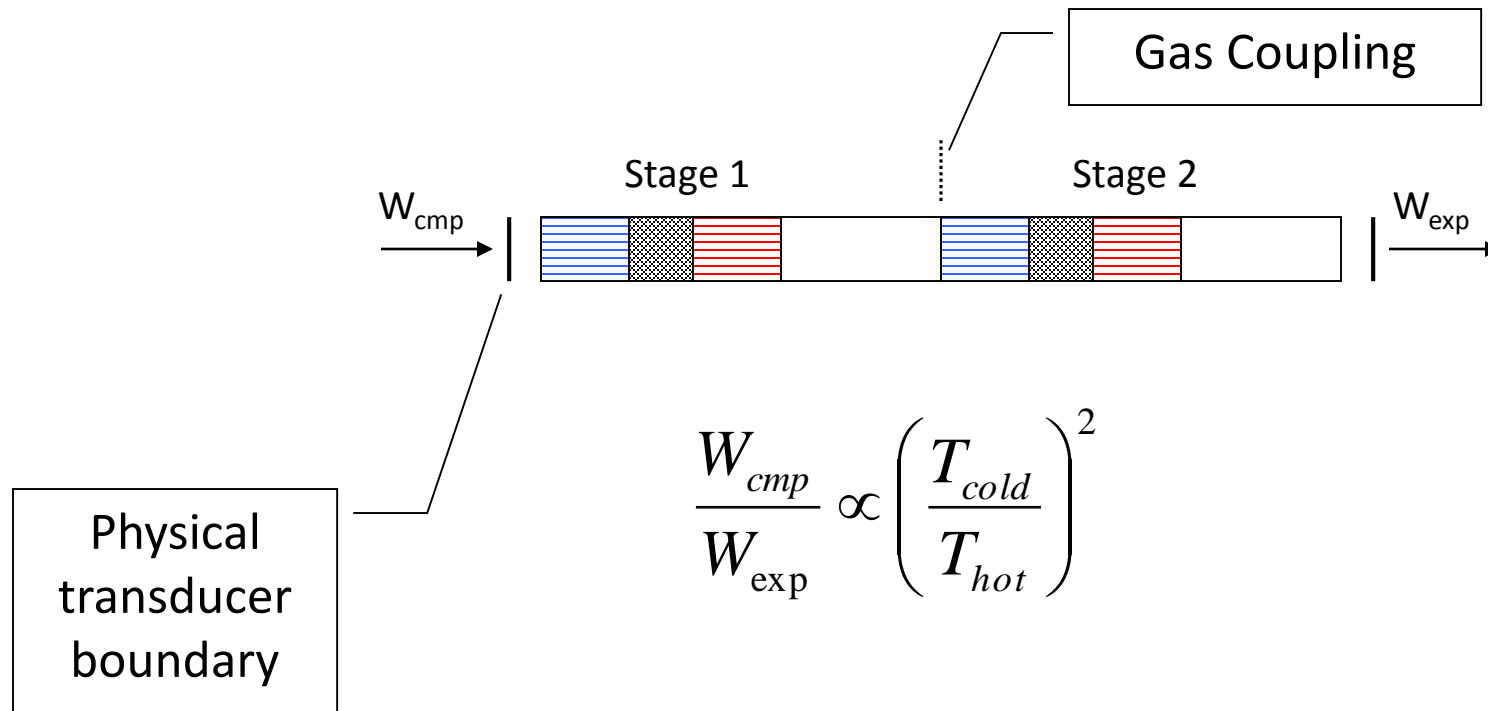 Gas Coupling
Stage 1
Stage 2
W_cmp
W_exp
W_cmp / W_exp ∝ (T_cold / T_hot)^2
Physical
transducer
boundary